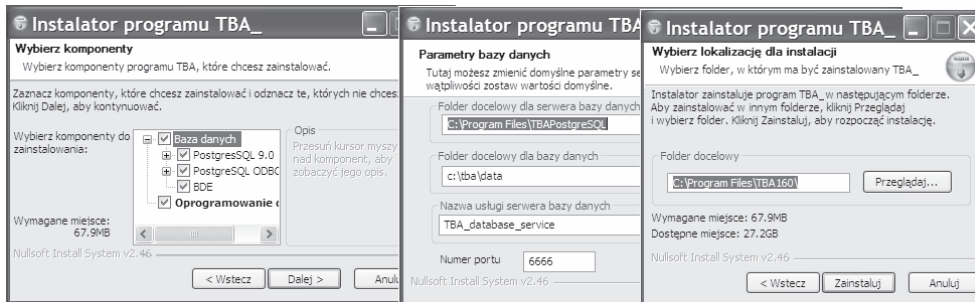 Instalator programu TBA_
Wybierz komponenty
Wybierz komponenty programu TBA, które chcesz zainstalować.
Zaznacz komponenty, które chcesz zainstalować i odznacz te, których nie chces
Kliknij Dalej, aby kontynuować.
Wybierz komponenty do
zainstalowania:
Baza danych
PostgresSQL 9.0
PostgreSQL ODBC
BDE
Oprogramowanie
Opis
Przesuń kursor myszy
nad komponent, aby
zobaczyć jego opis.
Wymagane miejsce:
67.9MB
Nullsoft Install System v2.46
< Wstecz
Dalej >
Anul
Instalator programu TBA
Parametry bazy danych
Tutaj możesz zmienić domyślne parametry se
wątpliwości zostaw wartości domyślne.
Folder docelowy dla serwera bazy danych
C:\Program Files\TBAPostgreSQL
Folder docelowy dla bazy danych
c:\tba\data
Nazwa usługi serwera bazy danych
TBA_database_service
Numer portu
6666
Nullsoft Install System v2.46
Instalator programu TBA_
Wybierz lokalizację dla instalacji
Wybierz folder, w którym ma być zainstalowany TBA_
Instalator zainstaluje program TBA_w następującym folderze.
Aby zainstalować w innym folderze, kliknij Przeglądaj
i wybierz folder. Kliknij Zainstaluj, aby rozpocząć instalację.
Folder docelowy
C:\Program Files\TBA160\
Przeglądaj...
Wymagane miejsce: 67.9MB
Dostępne miejsce: 27.2GB
Nullsoft Install System v2.46
< Wstecz
Zainstaluj
Anuluj